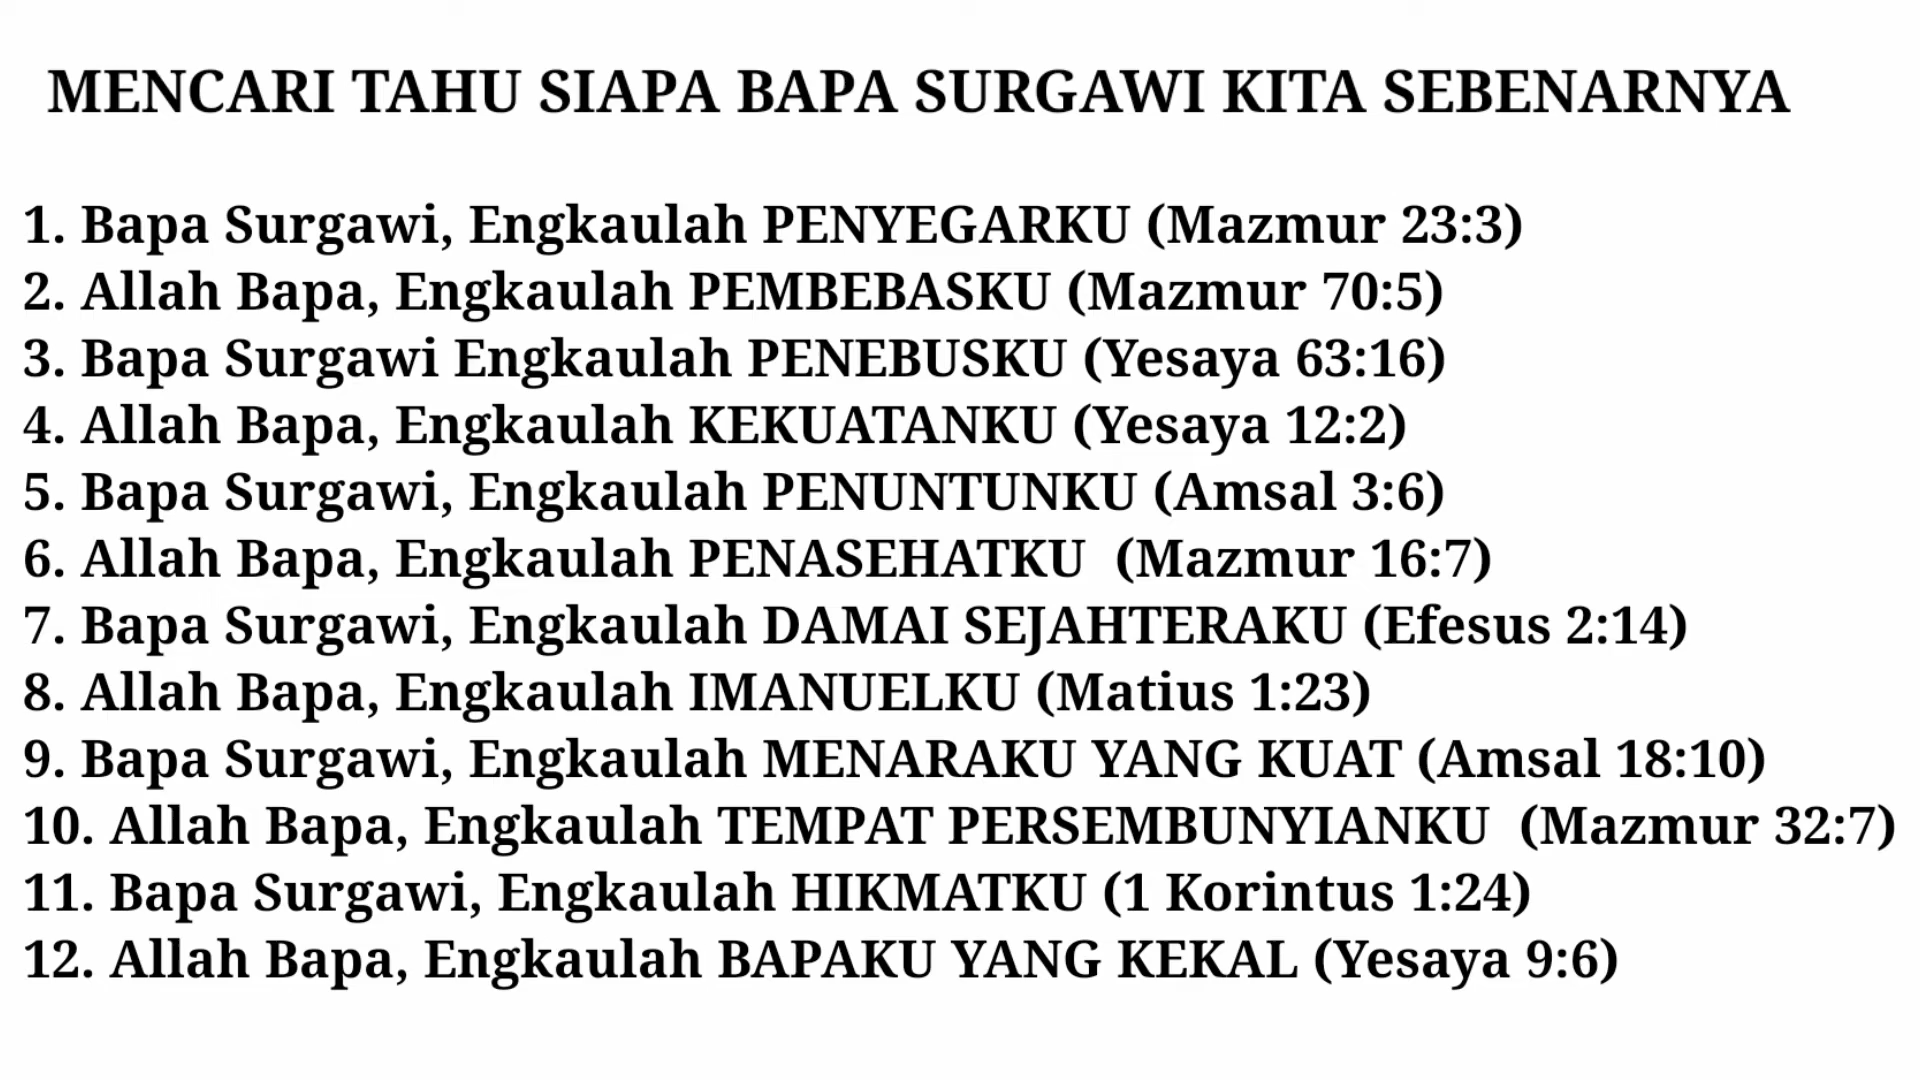 MENCARI TAHU SIAPA BAPA SURGAWI KITA SEBENARNYA
1. Bapa Surgawi, Engkaulah PENYEGARKU (Mazmur 23:3)
2. Allah Bapa, Engkaulah PEMBEBASKU (Mazmur 70:5)
3. Bapa Surgawi Engkaulah PENEBUSKU (Yesaya 63:16)
4. Allah Bapa, Engkaulah KEKUATANKU (Yesaya 12:2)
5. Bapa Surgawi, Engkaulah PENUNTUNKU (Amsal 3:6)
6. Allah Bapa, Engkaulah PENASEHATKU  (Mazmur 16:7)
7. Bapa Surgawi, Engkaulah DAMAI SEJAHTERAKU (Efesus 2:14)
8. Allah Bapa, Engkaulah IMANUELKU (Matius 1:23)
9. Bapa Surgawi, Engkaulah MENARAKU YANG KUAT (Amsal 18:10)
10. Allah Bapa, Engkaulah TEMPAT PERSEMBUNYIANKU  (Mazmur 32:7)
11. Bapa Surgawi, Engkaulah HIKMATKU (1 Korintus 1:24)
12. Allah Bapa, Engkaulah BAPAKU YANG KEKAL (Yesaya 9:6)